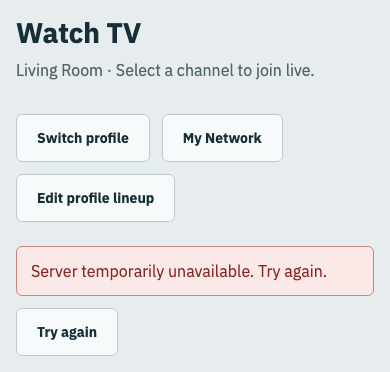 Watch TV
Living Room · Select a channel to join live.
Switch profile
My Network
Edit profile lineup
Server temporarily unavailable. Try again.
Try again